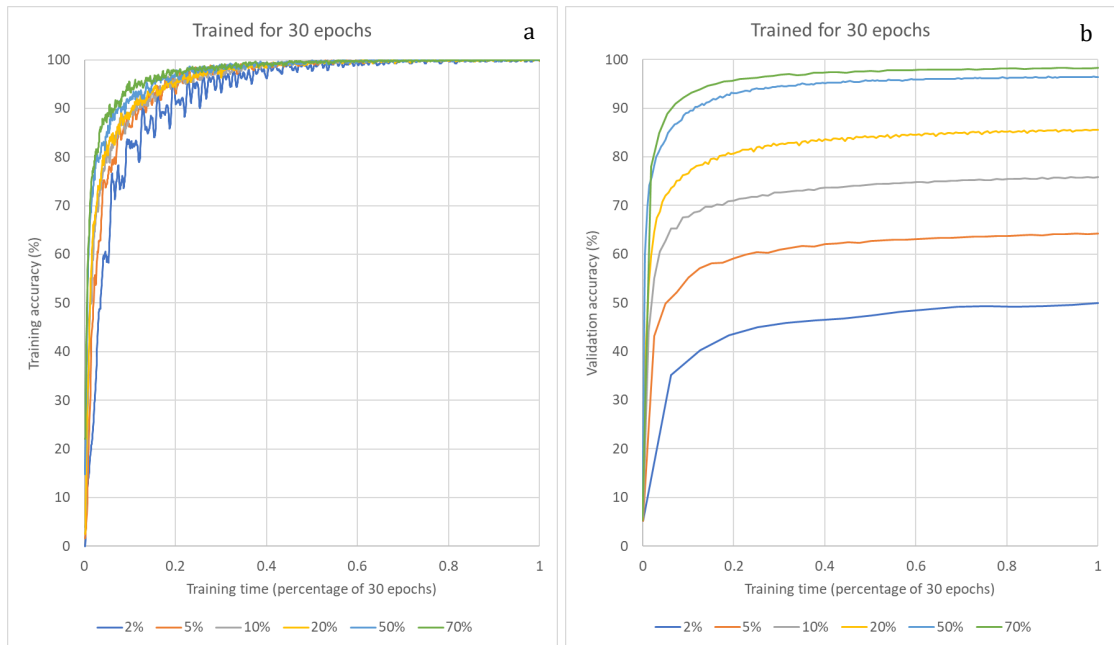 Trained for 30 epochs
a
100
90
80
70
60
50
40
30
20
10
0
Training accuracy (%)
0 0.2 0.4 0.6 0.8 1
Training time (percentage of 30 epochs)
2% 5% 10% 20% 50% 70%
Trained for 30 epochs
b
100
90
80
70
60
50
40
30
20
10
0
Validation accuracy (%)
0 0.2 0.4 0.6 0.8 1
Training time (percentage of 30 epochs)
2% 5% 10% 20% 50% 70%